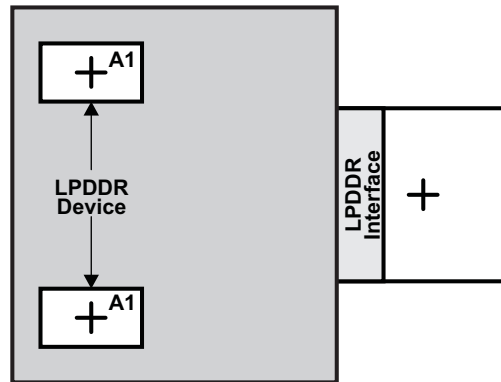 A1
LPDDR
Device
LPDDR
Interface
A1